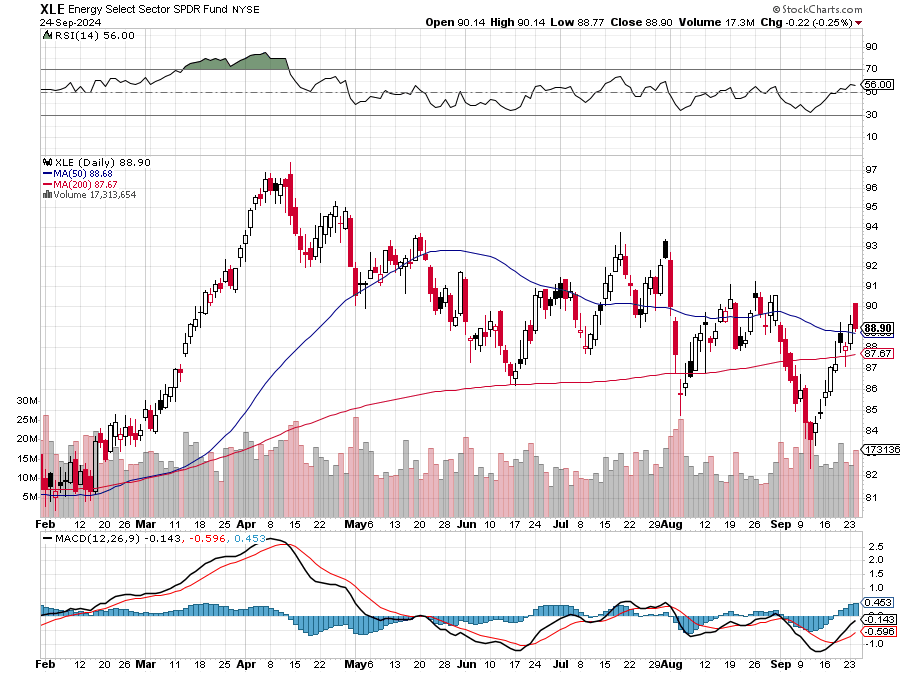 XLE Energy Select Sector SPDR Fund NYSE © StockCharts.com
24-Sep-2024 Open 90.14 High 90.14 Low 88.77 Close 88.90 Volume 17.3M Chg -0.22 (-0.25%)
RSI(14) 56.00
90
70
56.00
50
30
10
XLE (Daily) 88.90
MA(50) 88.68
MA(200) 87.67
Volume 17,313,654
97
96
95
94
93
92
91
90
88.90
88
87.67
87
86
85
84
82
81
30M
25M
20M
15M
10M
5M
173136
Feb 12 20 26 Mar 11 18 25 Apr 8 15 22 May 6 13 20 28 Jun 10 17 24 Jul 8 15 22 29 Aug 12 19 26 Sep 9 16 23
MACD(12,26,9) -0.143, -0.596, 0.453
2.5
2.0
1.5
1.0
0.453
-0.143
-0.596
-1.0
Feb 12 20 26 Mar 11 18 25 Apr 8 15 22 May 6 13 20 28 Jun 10 17 24 Jul 8 15 22 29 Aug 12 19 26 Sep 9 16 23